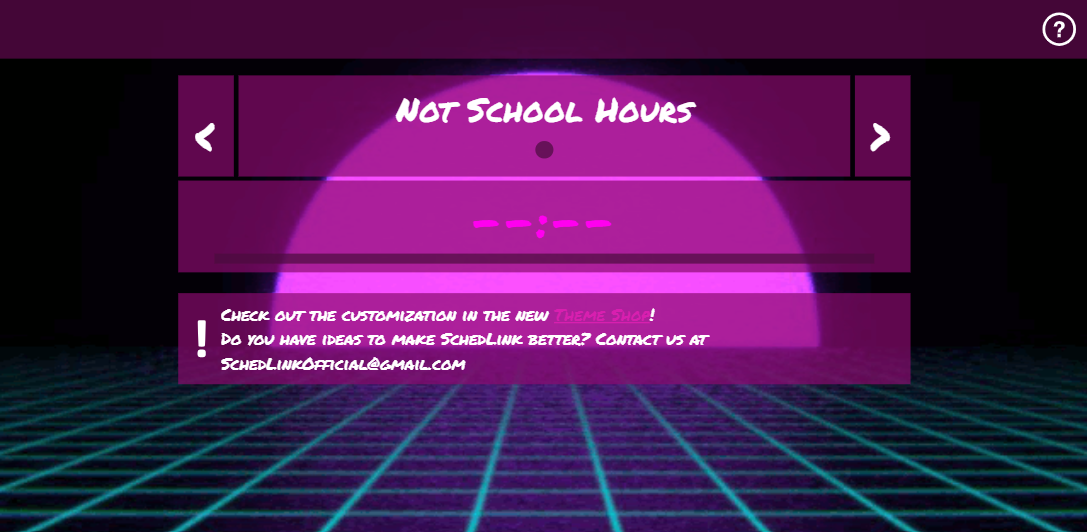 ?
< Not School Hours >
--:--
Check out the customization in the new Theme Shop!
! Do you have ideas to make SchedLink better? Contact us at
SchedLinkOfficial@gmail.com